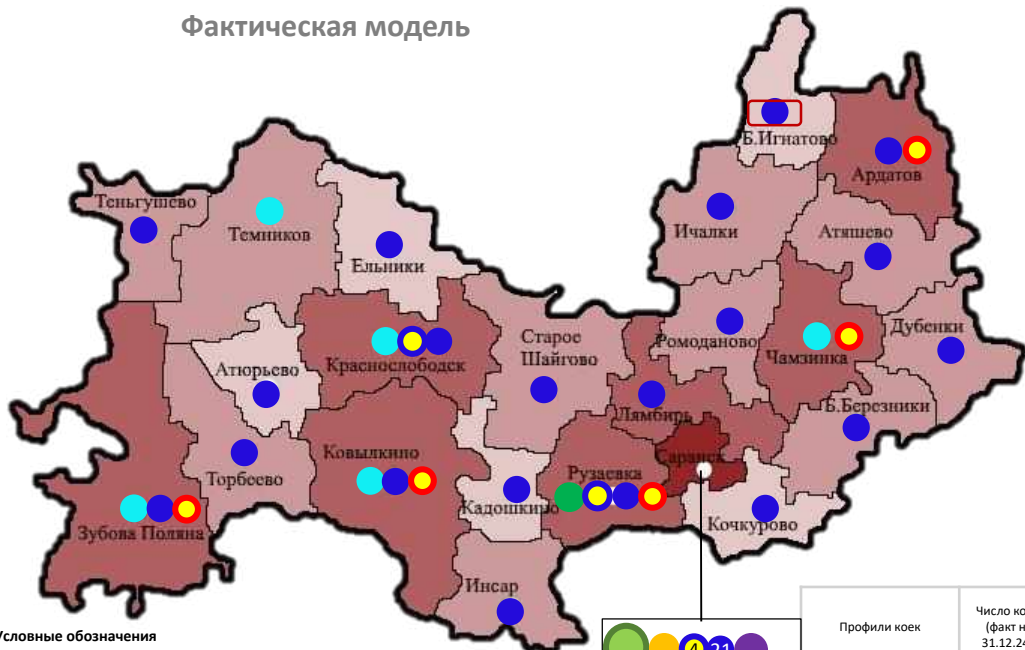 Фактическая модель
Б.Игнатово
Ардатов
Теньгушево
Темников
Ельники
Ичалки
Атяшево
Краснослободск
Старое
Шайгово
Ромоданово
Чамзинка
Дубенки
Атюрьево
Лямбирь
Б.Березники
Торбеево
Ковылкино
Рузаевка
Саранск
Зубова Поляна
Кадошкино
Кочкурово
Инсар
Условные обозначения
4 21
Профили коек
Число ко
(факт н
31.12.24